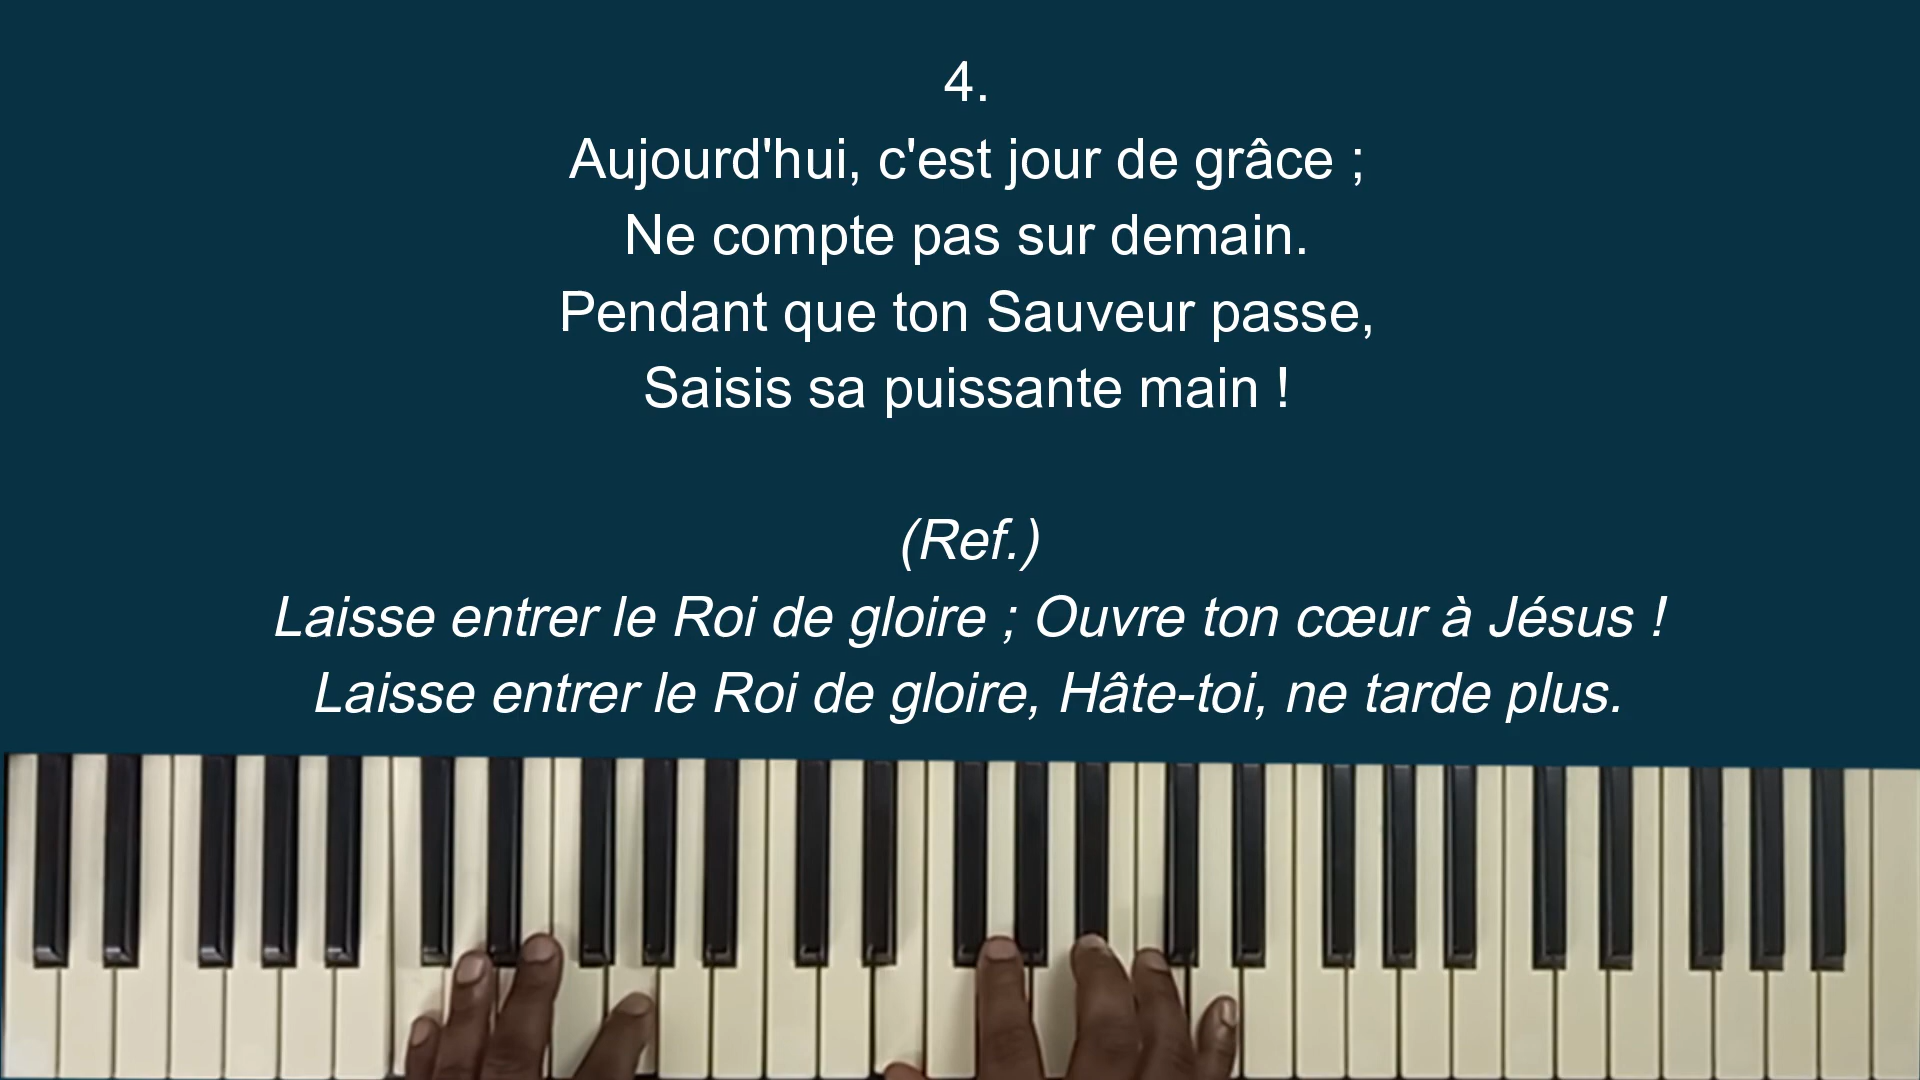 4.
Aujourd'hui, c'est jour de grâce ;
Ne compte pas sur demain.
Pendant que ton Sauveur passe,
Saisis sa puissante main !
(Ref.)
Laisse entrer le Roi de gloire ; Ouvre ton cœur à Jésus !
Laisse entrer le Roi de gloire, Hâte-toi, ne tarde plus.